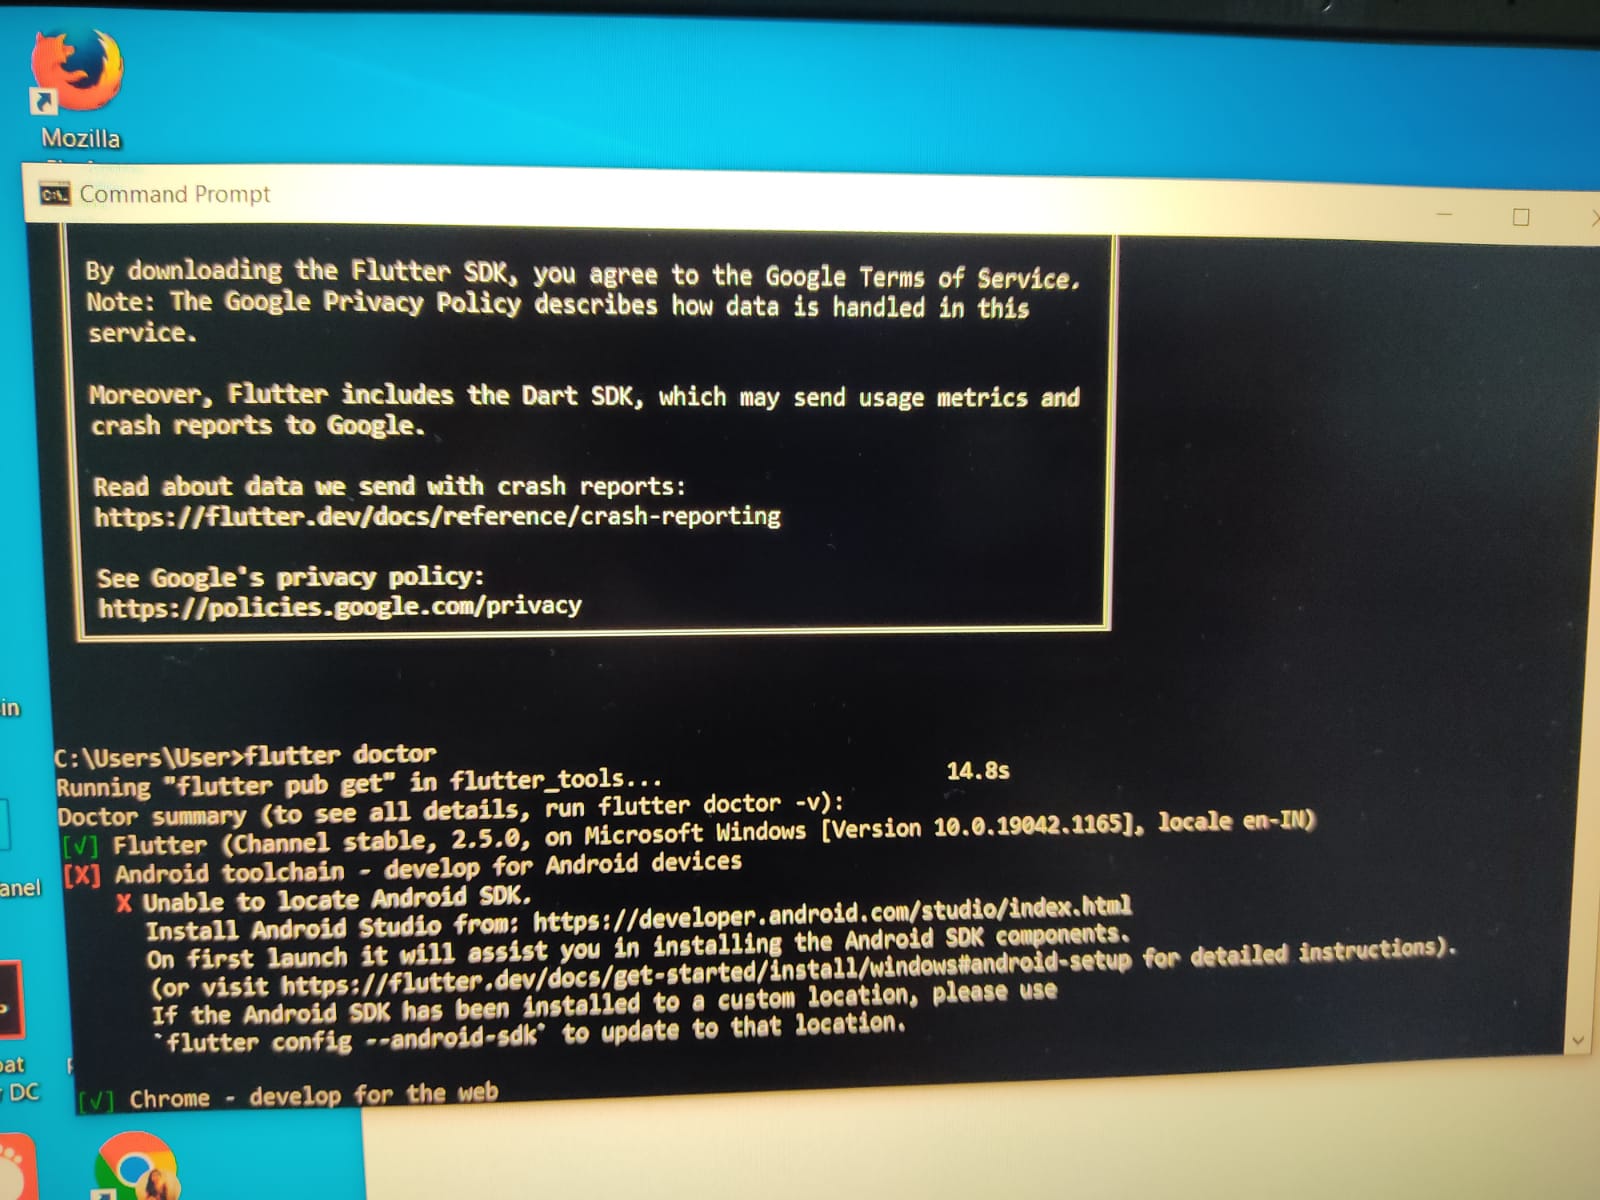 Mozilla
Command Prompt
By downloading the Flutter SDK, you agree to the Google Terms of Service.
Note: The Google Privacy Policy describes how data is handled in this
service.
Moreover, Flutter includes the Dart SDK, which may send usage metrics and
crash reports to Google.
Read about data we send with crash reports:
https://flutter.dev/docs/reference/crash-reporting
See Google's privacy policy:
https://policies.google.com/privacy
C:\Users\User>flutter doctor
Running "flutter pub get" in flutter_tools... 14.8s
Doctor summary (to see all details, run flutter doctor -v):
[√] Flutter (Channel stable, 2.5.0, on Microsoft Windows [Version 10.0.19042.1165], locale en-IN)
[X] Android toolchain - develop for Android devices
X Unable to locate Android SDK.
Install Android Studio from: https://developer.android.com/studio/index.html
On first launch it will assist you in installing the Android SDK components.
(or visit https://flutter.dev/docs/get-started/install/windows#android-setup for detailed instructions).
If the Android SDK has been installed to a custom location, please use
`flutter config --android-sdk` to update to that location.
[√] Chrome - develop for the web
in
anel
DC